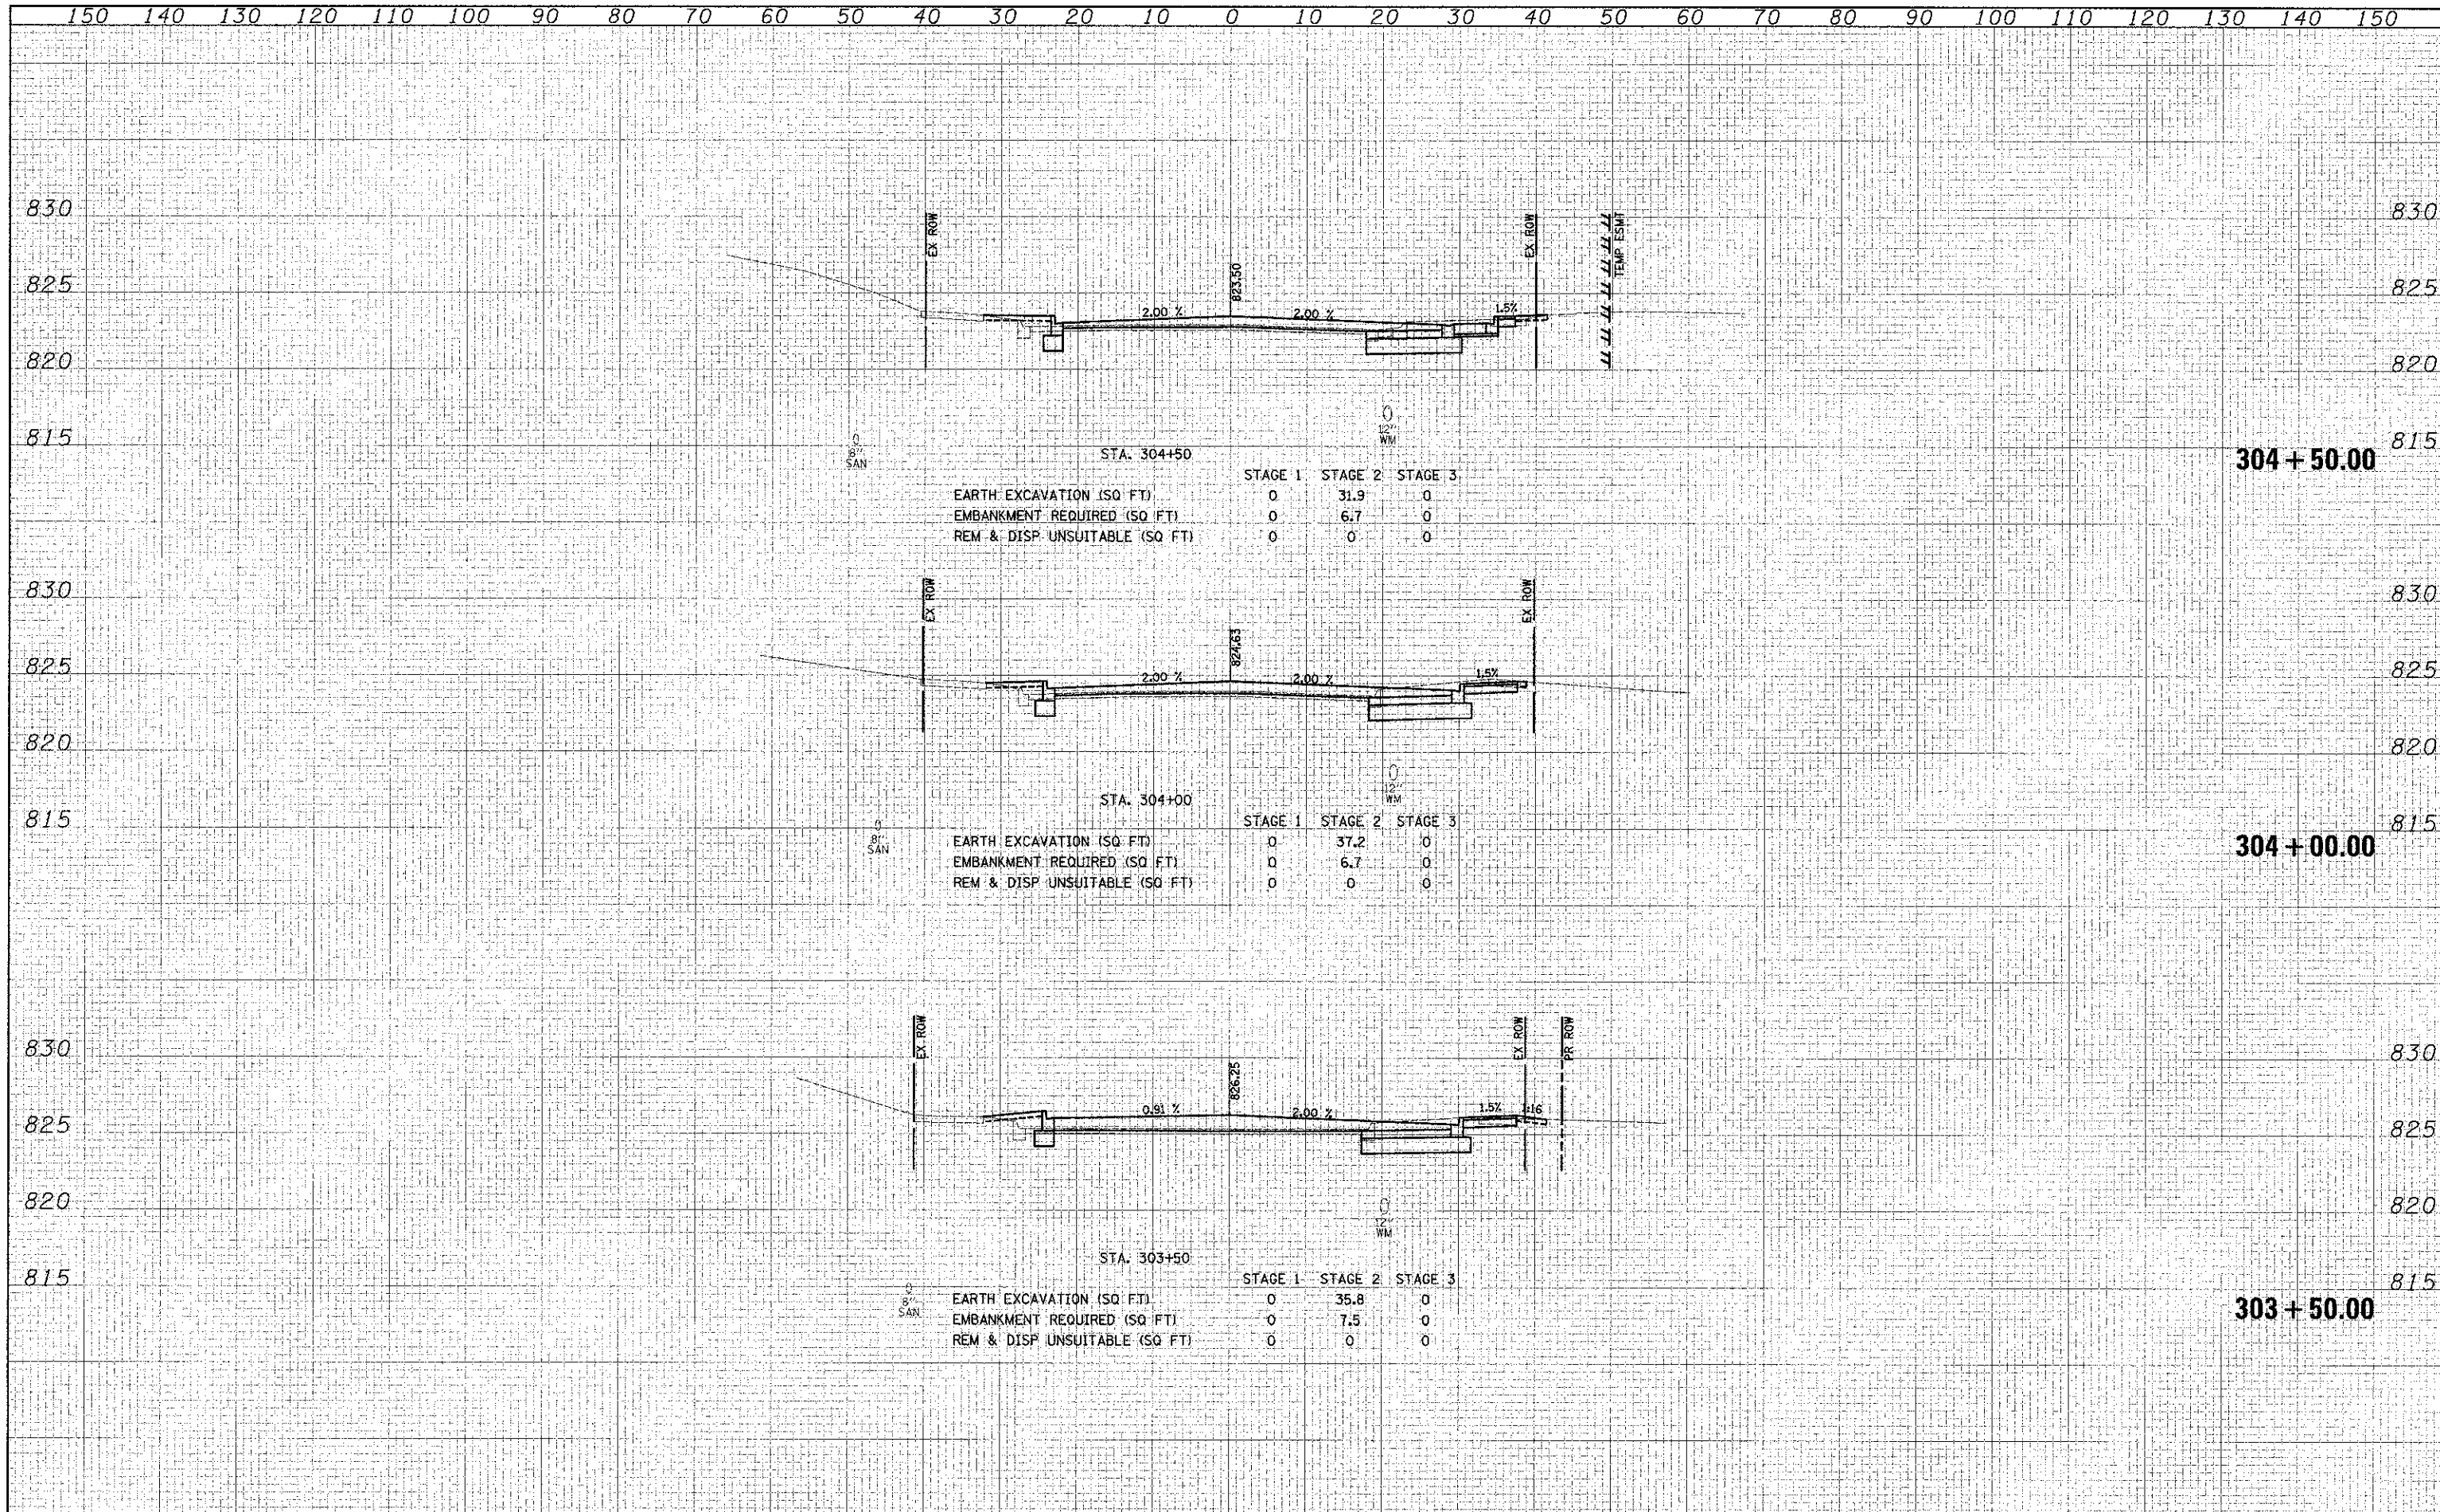 150 140 130 120 110 100 90 80 70 60 50 40 30 20 10 0 10 20 30 40 50 60 70 80 90 100 110 120 130 140 150
830 830
EX ROW EX ROW TEMP ESMT
825 825
823.50
2.00 % 2.00 % 1.5%
820 820
815 815
8" SAN
12" WM
STA. 304+50
304 + 50.00
STAGE 1 STAGE 2 STAGE 3
EARTH EXCAVATION (SQ FT) 0 31.9 0
EMBANKMENT REQUIRED (SQ FT) 0 6.7 0
REM & DISP UNSUITABLE (SQ FT) 0 0 0
830 830
EX ROW EX ROW
824.63
825 825
2.00 % 2.00 % 1.5%
820 820
12" WM
STA. 304+00
815 815
8" SAN
304 + 00.00
STAGE 1 STAGE 2 STAGE 3
EARTH EXCAVATION (SQ FT) 0 37.2 0
EMBANKMENT REQUIRED (SQ FT) 0 6.7 0
REM & DISP UNSUITABLE (SQ FT) 0 0 0
EX ROW EX ROW PR ROW
830 830
826.25
0.91 % 2.00 % 1.5%
825 825
820 820
12" WM
STA. 303+50
815 815
8" SAN
303 + 50.00
STAGE 1 STAGE 2 STAGE 3
EARTH EXCAVATION (SQ FT) 0 35.8 0
EMBANKMENT REQUIRED (SQ FT) 0 7.5 0
REM & DISP UNSUITABLE (SQ FT) 0 0 0